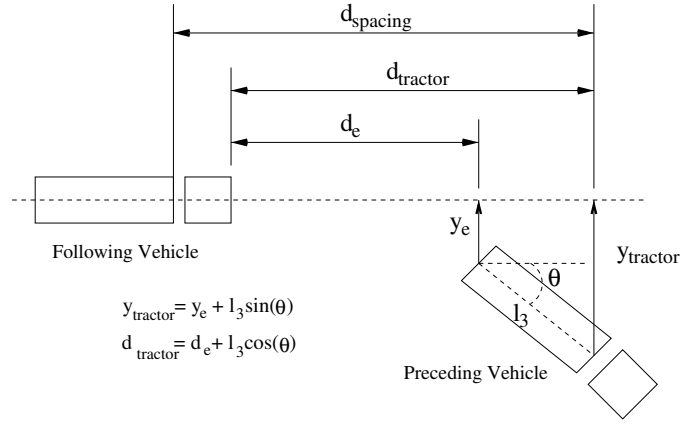 d_spacing
d_tractor
d_e
y_e
y_tractor
θ
l_3
Following Vehicle
y_tractor = y_e + l_3 sin(θ)
d_tractor = d_e + l_3 cos(θ)
Preceding Vehicle